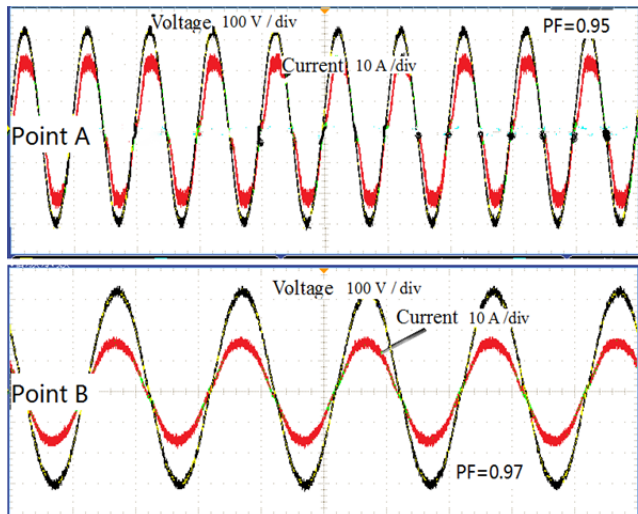 Voltage 100 V / div
PF=0.95
Current 10 A /div
Point A
Voltage 100 V / div
Current 10 A /div
Point B
PF=0.97